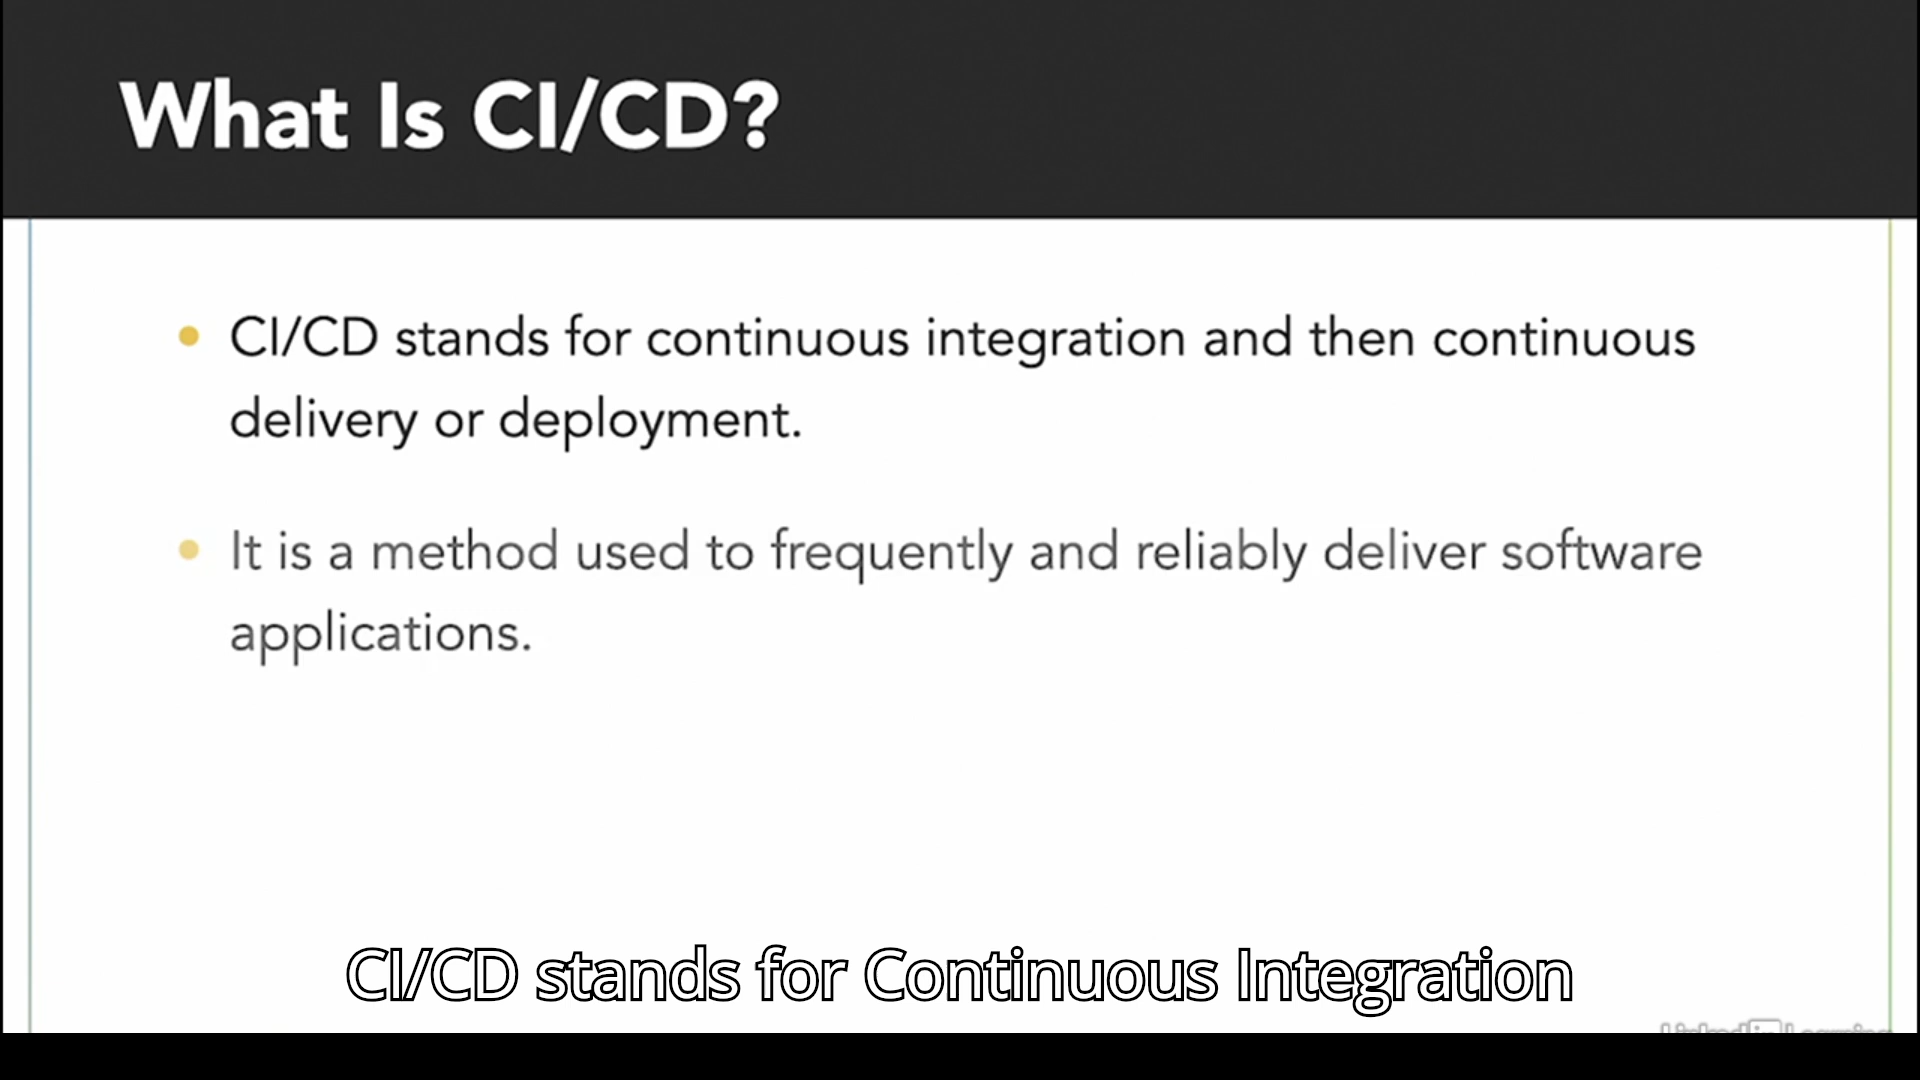 What Is CI/CD?
CI/CD stands for continuous integration and then continuous
delivery or deployment.
It is a method used to frequently and reliably deliver software
applications.
CI/CD stands for Continuous Integration